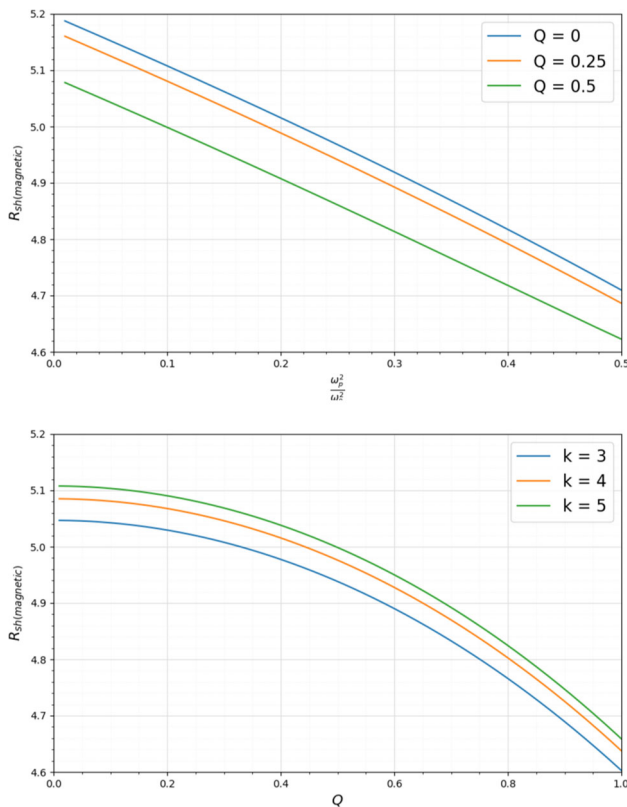 5.2
5.1
5.0
4.9
4.8
4.7
4.6
R_sh(magnetic)
Q = 0
Q = 0.25
Q = 0.5
0.0 0.1 0.2 0.3 0.4 0.5
ω_p^2
5.2
5.1
5.0
4.9
4.8
4.7
4.6
R_sh(magnetic)
k = 3
k = 4
k = 5
0.0 0.2 0.4 0.6 0.8 1.0
Q